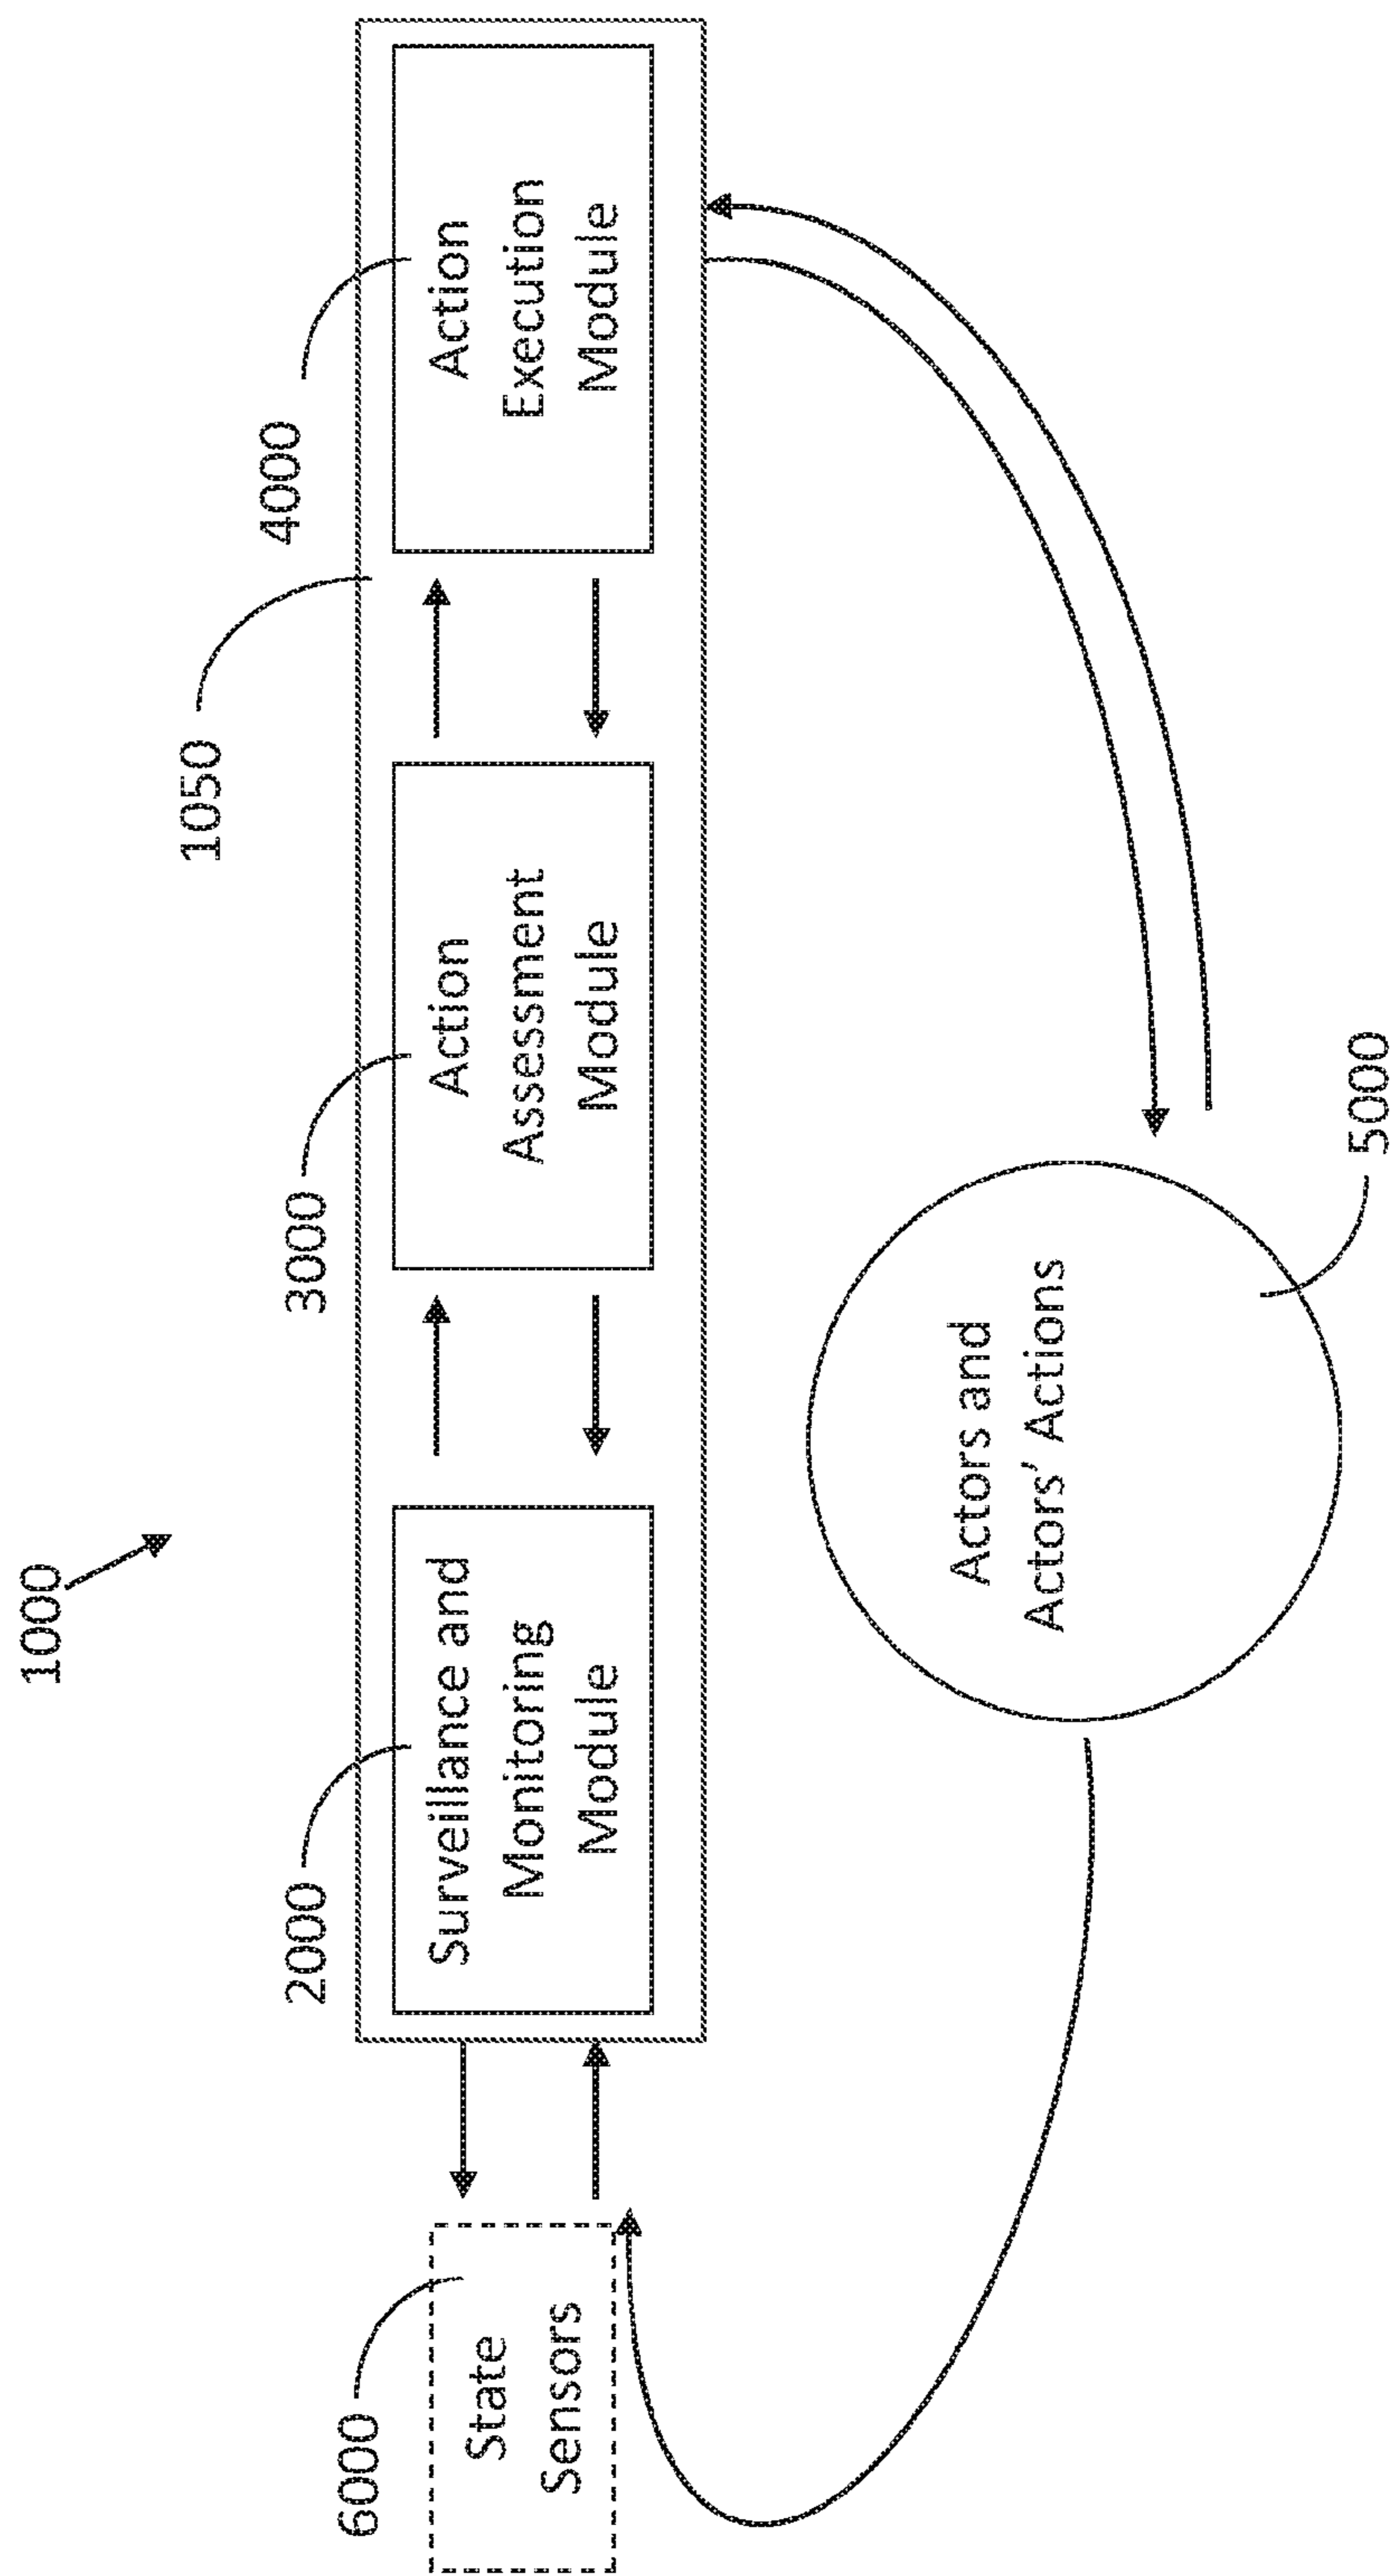 1000
1050
4000
3000
2000
6000
State
Sensors
Surveillance and
Monitoring
Module
Action
Assessment
Module
Action
Execution
Module
Actors and
Actors’ Actions
5000